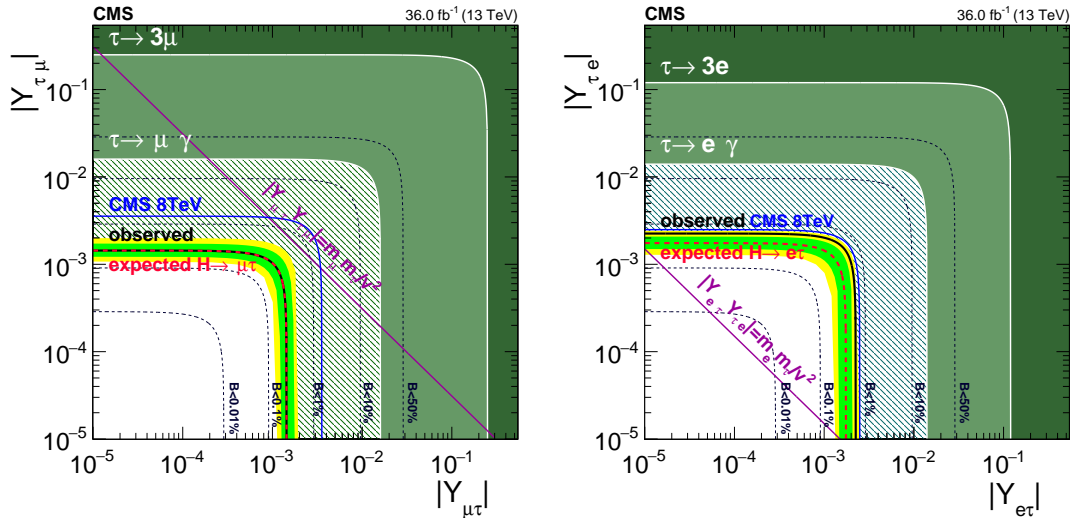 CMS 36.0 fb⁻¹ (13 TeV)
|Y_τμ|
τ→ 3μ
10⁻¹
τ→ μ γ
10⁻²
CMS 8TeV
|Y_μτ Y_τμ|=m_μ m_τ/v²
observed
10⁻³
expected H→ μτ
10⁻⁴
B<0.01%
B<0.1%
B<1%
B<10%
B<50%
10⁻⁵
10⁻⁵ 10⁻⁴ 10⁻³ 10⁻² 10⁻¹
|Y_μτ|
CMS 36.0 fb⁻¹ (13 TeV)
|Y_τe|
τ→ 3e
10⁻¹
τ→ e γ
10⁻²
observed CMS 8TeV
10⁻³
expected H→ eτ
|Y_eτ Y_τe|=m_e m_τ/v²
10⁻⁴
B<0.01%
B<0.1%
B<1%
B<10%
B<50%
10⁻⁵
10⁻⁵ 10⁻⁴ 10⁻³ 10⁻² 10⁻¹
|Y_eτ|